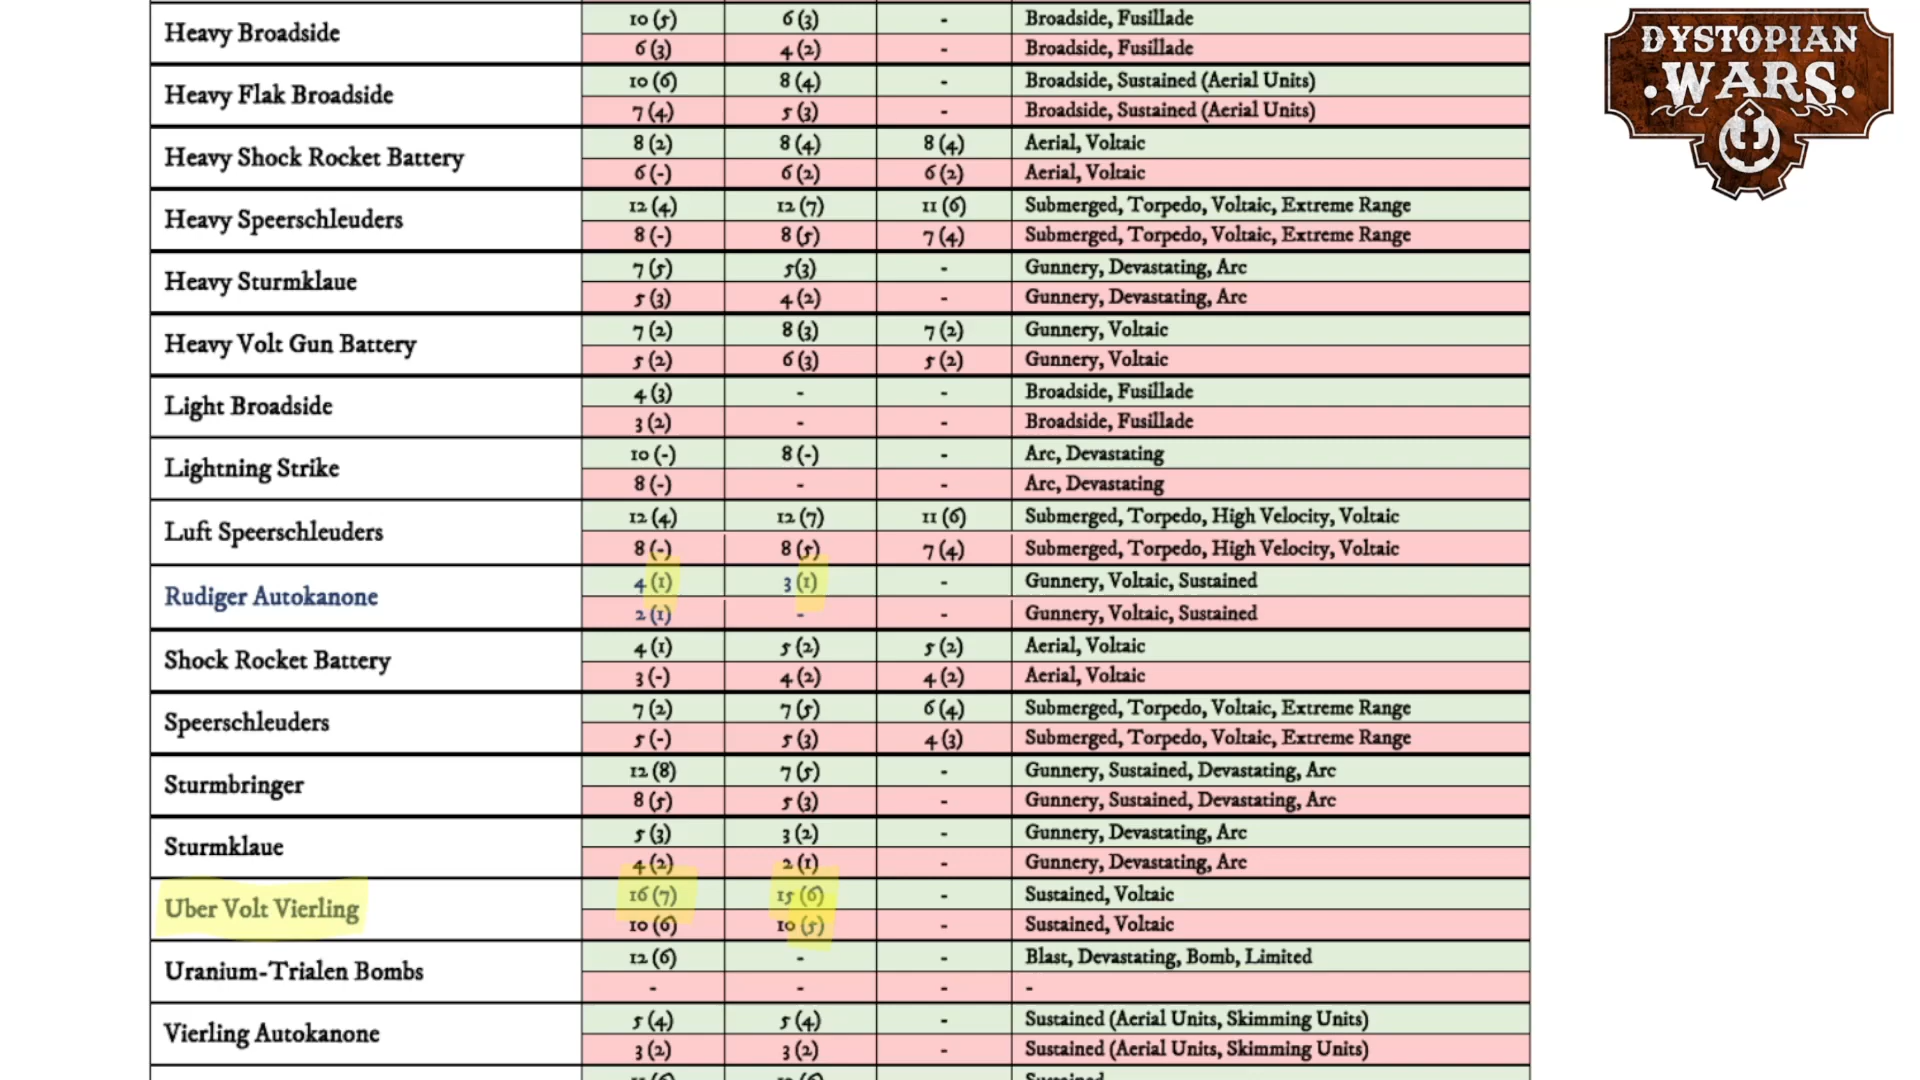 Heavy Broadside
10 (5) 6 (3) - Broadside, Fusillade
6 (3) 4 (2) - Broadside, Fusillade
Heavy Flak Broadside
10 (6) 8 (4) - Broadside, Sustained (Aerial Units)
7 (4) 5 (3) - Broadside, Sustained (Aerial Units)
Heavy Shock Rocket Battery
8 (2) 8 (4) 8 (4) Aerial, Voltaic
6 (-) 6 (2) 6 (2) Aerial, Voltaic
Heavy Speerschleuders
12 (4) 12 (7) 11 (6) Submerged, Torpedo, Voltaic, Extreme Range
8 (-) 8 (5) 7 (4) Submerged, Torpedo, Voltaic, Extreme Range
Heavy Sturmklaue
7 (5) 5(3) - Gunnery, Devastating, Arc
5 (3) 4 (2) - Gunnery, Devastating, Arc
Heavy Volt Gun Battery
7 (2) 8 (3) 7 (2) Gunnery, Voltaic
5 (2) 6 (3) 5 (2) Gunnery, Voltaic
Light Broadside
4 (3) - - Broadside, Fusillade
3 (2) - - Broadside, Fusillade
Lightning Strike
10 (-) 8 (-) - Arc, Devastating
8 (-) - - Arc, Devastating
Luft Speerschleuders
12 (4) 12 (7) 11 (6) Submerged, Torpedo, High Velocity, Voltaic
8 (-) 8 (5) 7 (4) Submerged, Torpedo, High Velocity, Voltaic
Rudiger Autokanone
4 (1) 3 (1) - Gunnery, Voltaic, Sustained
2 (1) - - Gunnery, Voltaic, Sustained
Shock Rocket Battery
4 (1) 5 (2) 5 (2) Aerial, Voltaic
3 (-) 4 (2) 4 (2) Aerial, Voltaic
Speerschleuders
7 (2) 7 (5) 6 (4) Submerged, Torpedo, Voltaic, Extreme Range
5 (-) 5 (3) 4 (3) Submerged, Torpedo, Voltaic, Extreme Range
Sturmbringer
12 (8) 7 (5) - Gunnery, Sustained, Devastating, Arc
8 (5) 5 (3) - Gunnery, Sustained, Devastating, Arc
Sturmklaue
5 (3) 3 (2) - Gunnery, Devastating, Arc
4 (2) 2 (1) - Gunnery, Devastating, Arc
Uber Volt Vierling
16 (7) 15 (6) - Sustained, Voltaic
10 (6) 10 (5) - Sustained, Voltaic
Uranium-Trialen Bombs
12 (6) - - Blast, Devastating, Bomb, Limited
- - - -
Vierling Autokanone
5 (4) 5 (4) - Sustained (Aerial Units, Skimming Units)
3 (2) 3 (2) - Sustained (Aerial Units, Skimming Units)
DYSTOPIAN
WARS